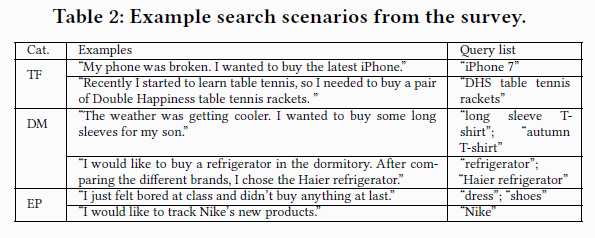 Table 2: Example search scenarios from the survey.
Cat. Examples Query list
TF
"My phone was broken. I wanted to buy the latest iPhone." "iPhone 7"
"Recently I started to learn table tennis, so I needed to buy a pair
of Double Happiness table tennis rackets. "
"DHS table tennis
rackets"
DM
"The weather was getting cooler. I wanted to buy some long
sleeves for my son."
"long sleeve T-
shirt"; "autumn
T-shirt"
"I would like to buy a refrigerator in the dormitory. After com-
paring the different brands, I chose the Haier refrigerator."
"refrigerator";
"Haier refrigerator"
EP
"I just felt bored at class and didn't buy anything at last." "dress"; "shoes"
"I would like to track Nike's new products." "Nike"